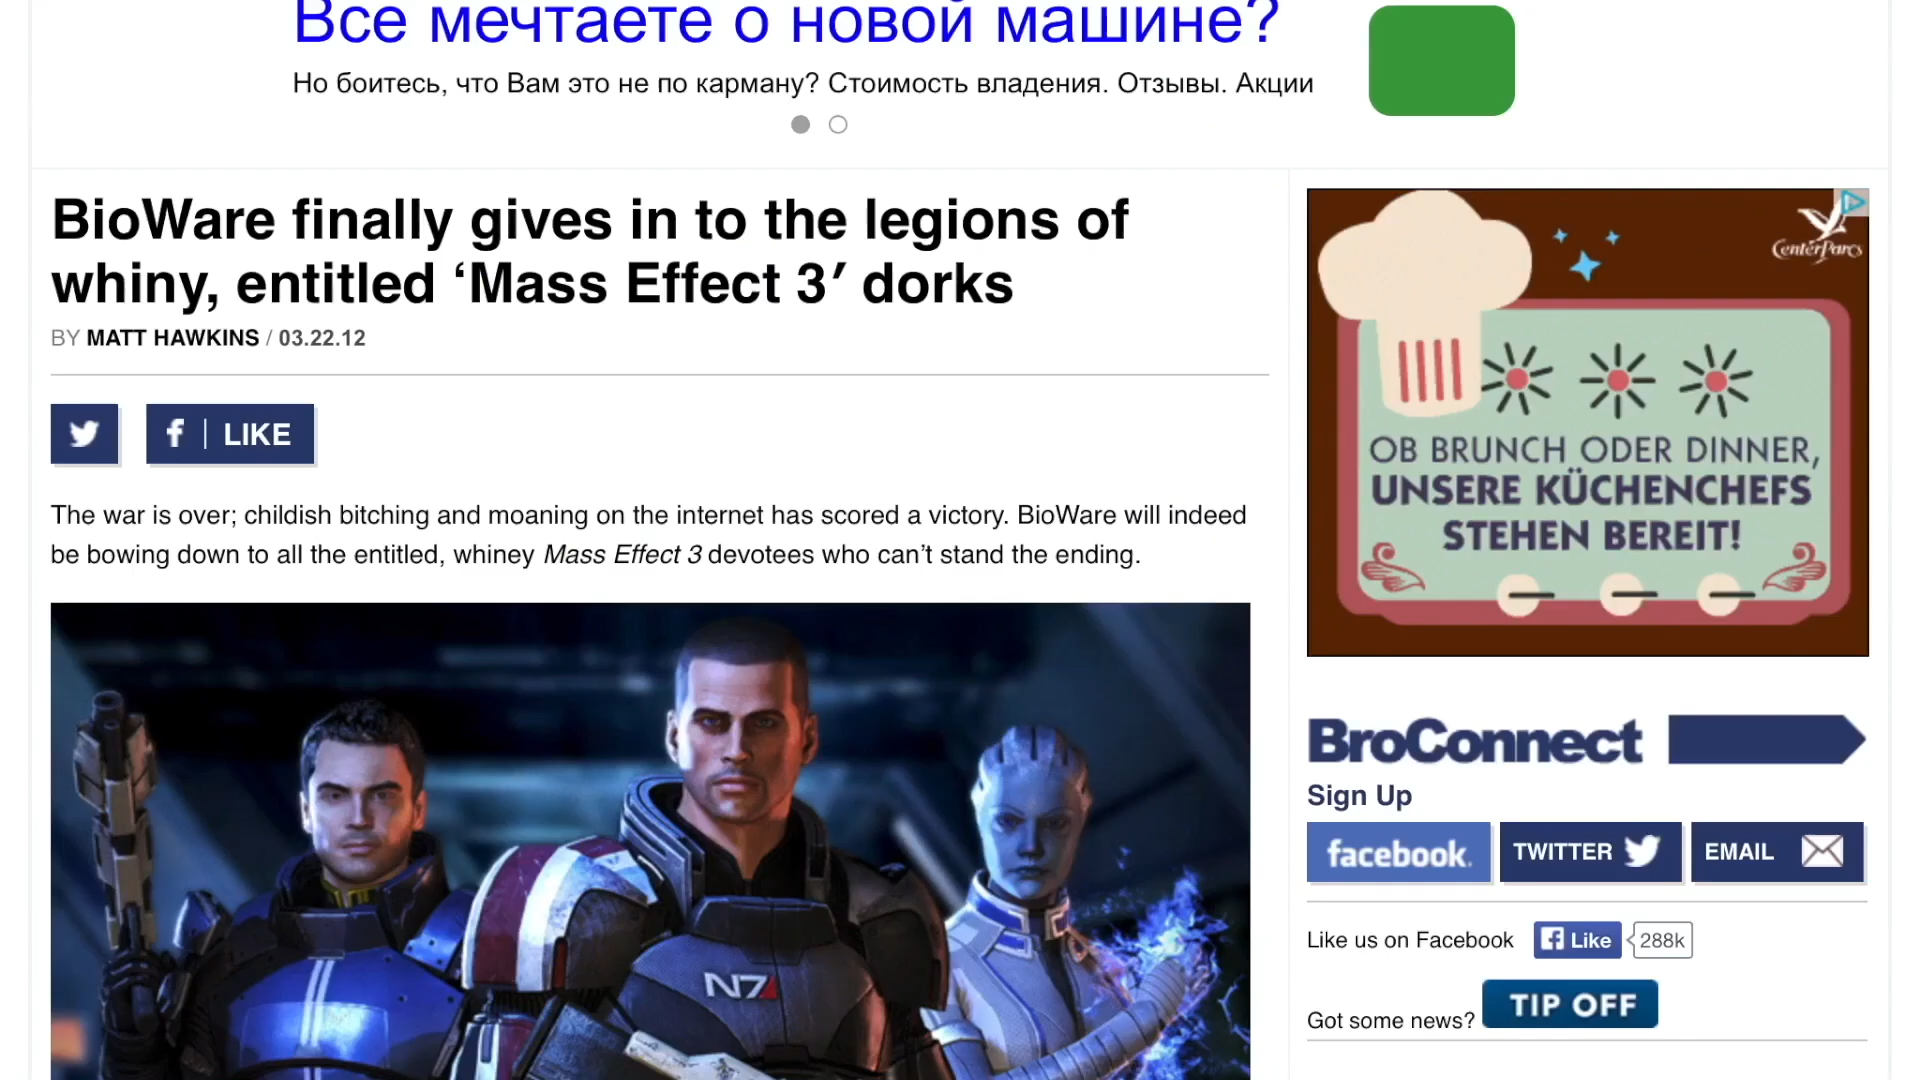 Все мечтаете о новой машине?
Но боитесь, что Вам это не по карману? Стоимость владения. Отзывы. Акции
BioWare finally gives in to the legions of
whiny, entitled ‘Mass Effect 3′ dorks
BY MATT HAWKINS / 03.22.12
f | LIKE
The war is over; childish bitching and moaning on the internet has scored a victory. BioWare will indeed
be bowing down to all the entitled, whiney Mass Effect 3 devotees who can’t stand the ending.
N7
CenterParcs
OB BRUNCH ODER DINNER,
UNSERE KÜCHENCHEFS
STEHEN BEREIT!
BroConnect
Sign Up
facebook.
TWITTER
EMAIL
Like us on Facebook
Like
288k
Got some news?
TIP OFF